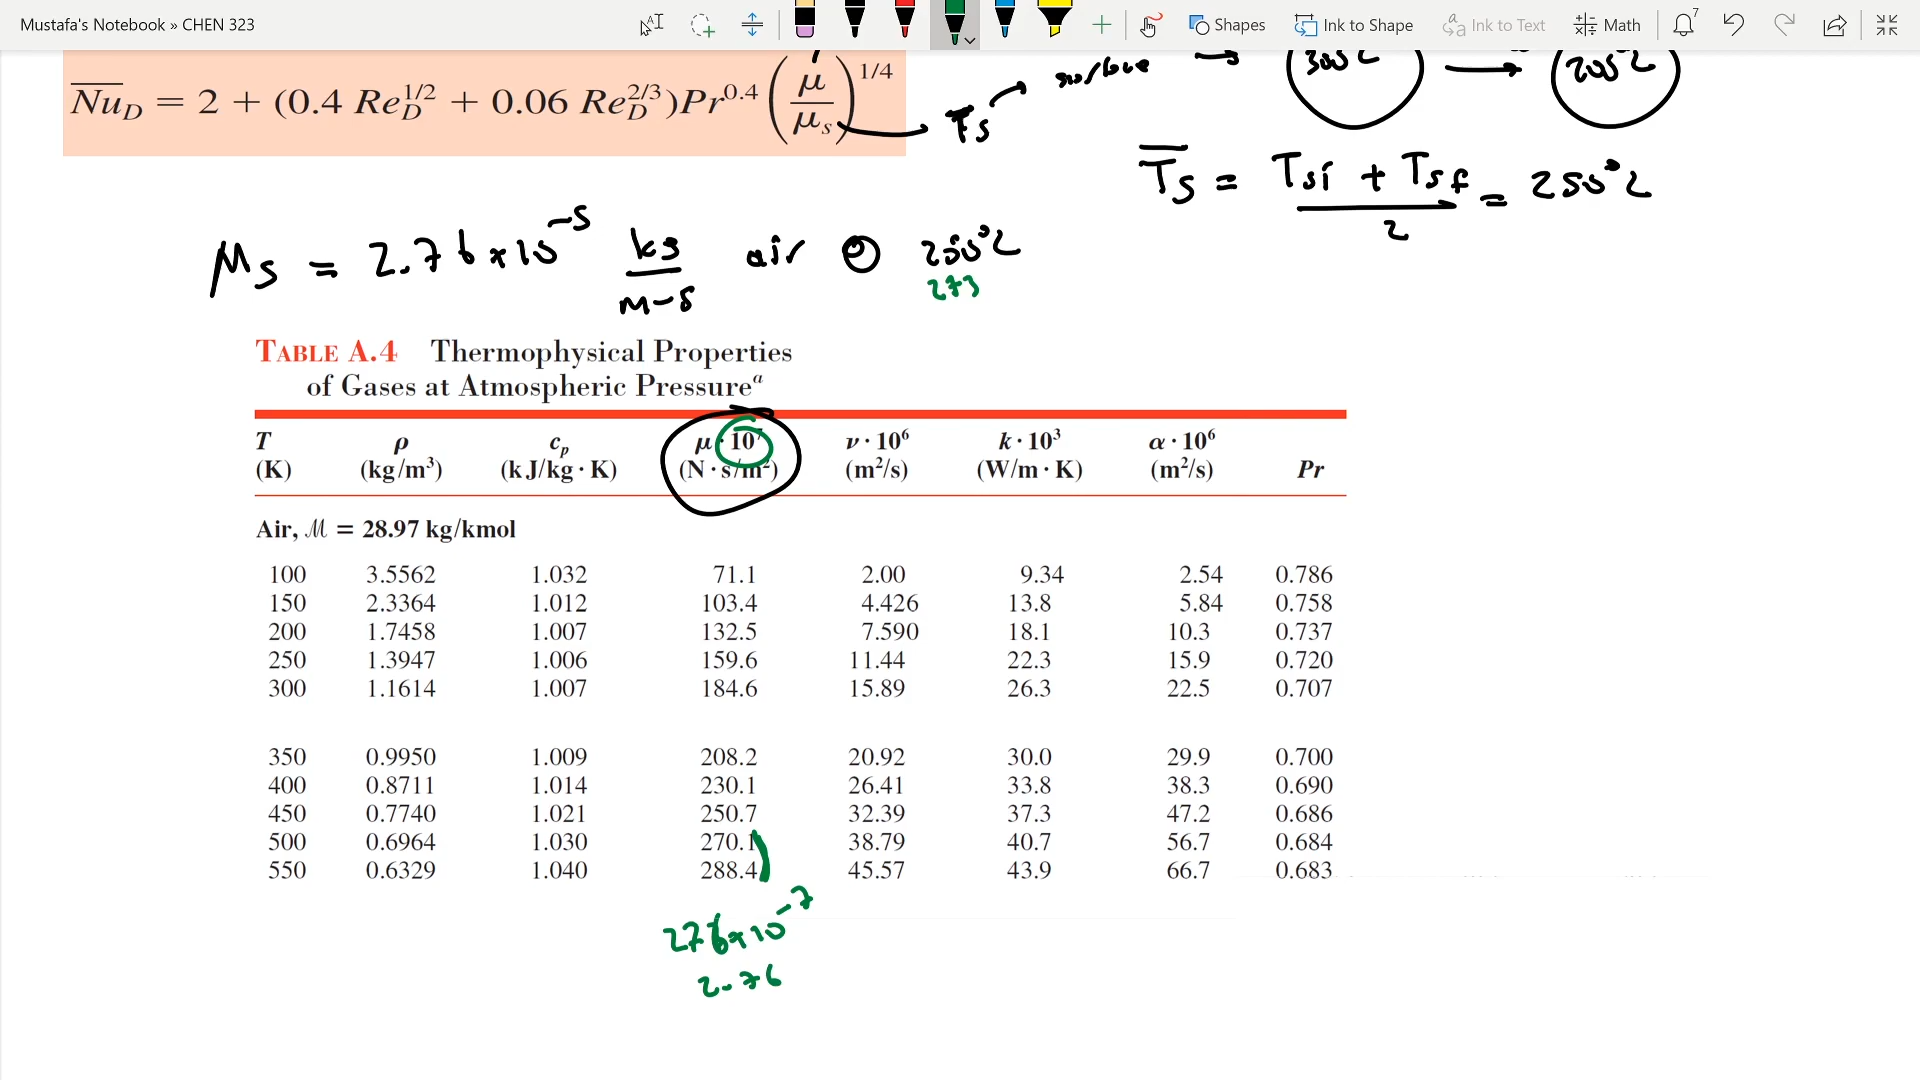 Mustafa's Notebook » CHEN 323
Shapes Ink to Shape Ink to Text Math 7
Nu_D = 2 + (0.4 Re_D^1/2 + 0.06 Re_D^2/3)Pr^0.4 (μ/μ_s)^1/4
Ts → surface → 300°C → 200°C
T̄s = (Tsi + Tsf)/2 = 250°C
μs = 2.76×10^-5 kg/m-s air @ 250°C
273
TABLE A.4 Thermophysical Properties
of Gases at Atmospheric Pressure^a
T ρ c_p μ · 10^7 ν · 10^6 k · 10^3 α · 10^6
(K) (kg/m³) (kJ/kg · K) (N · s/m²) (m²/s) (W/m · K) (m²/s) Pr
Air, ℳ = 28.97 kg/kmol
100 3.5562 1.032 71.1 2.00 9.34 2.54 0.786
150 2.3364 1.012 103.4 4.426 13.8 5.84 0.758
200 1.7458 1.007 132.5 7.590 18.1 10.3 0.737
250 1.3947 1.006 159.6 11.44 22.3 15.9 0.720
300 1.1614 1.007 184.6 15.89 26.3 22.5 0.707
350 0.9950 1.009 208.2 20.92 30.0 29.9 0.700
400 0.8711 1.014 230.1 26.41 33.8 38.3 0.690
450 0.7740 1.021 250.7 32.39 37.3 47.2 0.686
500 0.6964 1.030 270.1 38.79 40.7 56.7 0.684
550 0.6329 1.040 288.4 45.57 43.9 66.7 0.683
276×10^-7
2.76